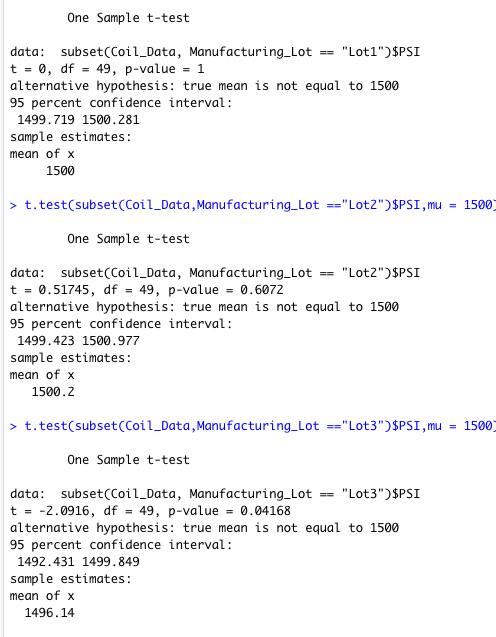 One Sample t-test
data:  subset(Coil_Data, Manufacturing_Lot == "Lot1")$PSI
t = 0, df = 49, p-value = 1
alternative hypothesis: true mean is not equal to 1500
95 percent confidence interval:
1499.719 1500.281
sample estimates:
mean of x
1500
> t.test(subset(Coil_Data,Manufacturing_Lot =="Lot2")$PSI,mu = 1500)
One Sample t-test
data:  subset(Coil_Data, Manufacturing_Lot == "Lot2")$PSI
t = 0.51745, df = 49, p-value = 0.6072
alternative hypothesis: true mean is not equal to 1500
95 percent confidence interval:
1499.423 1500.977
sample estimates:
mean of x
1500.2
> t.test(subset(Coil_Data,Manufacturing_Lot =="Lot3")$PSI,mu = 1500)
One Sample t-test
data:  subset(Coil_Data, Manufacturing_Lot == "Lot3")$PSI
t = -2.0916, df = 49, p-value = 0.04168
alternative hypothesis: true mean is not equal to 1500
95 percent confidence interval:
1492.431 1499.849
sample estimates:
mean of x
1496.14